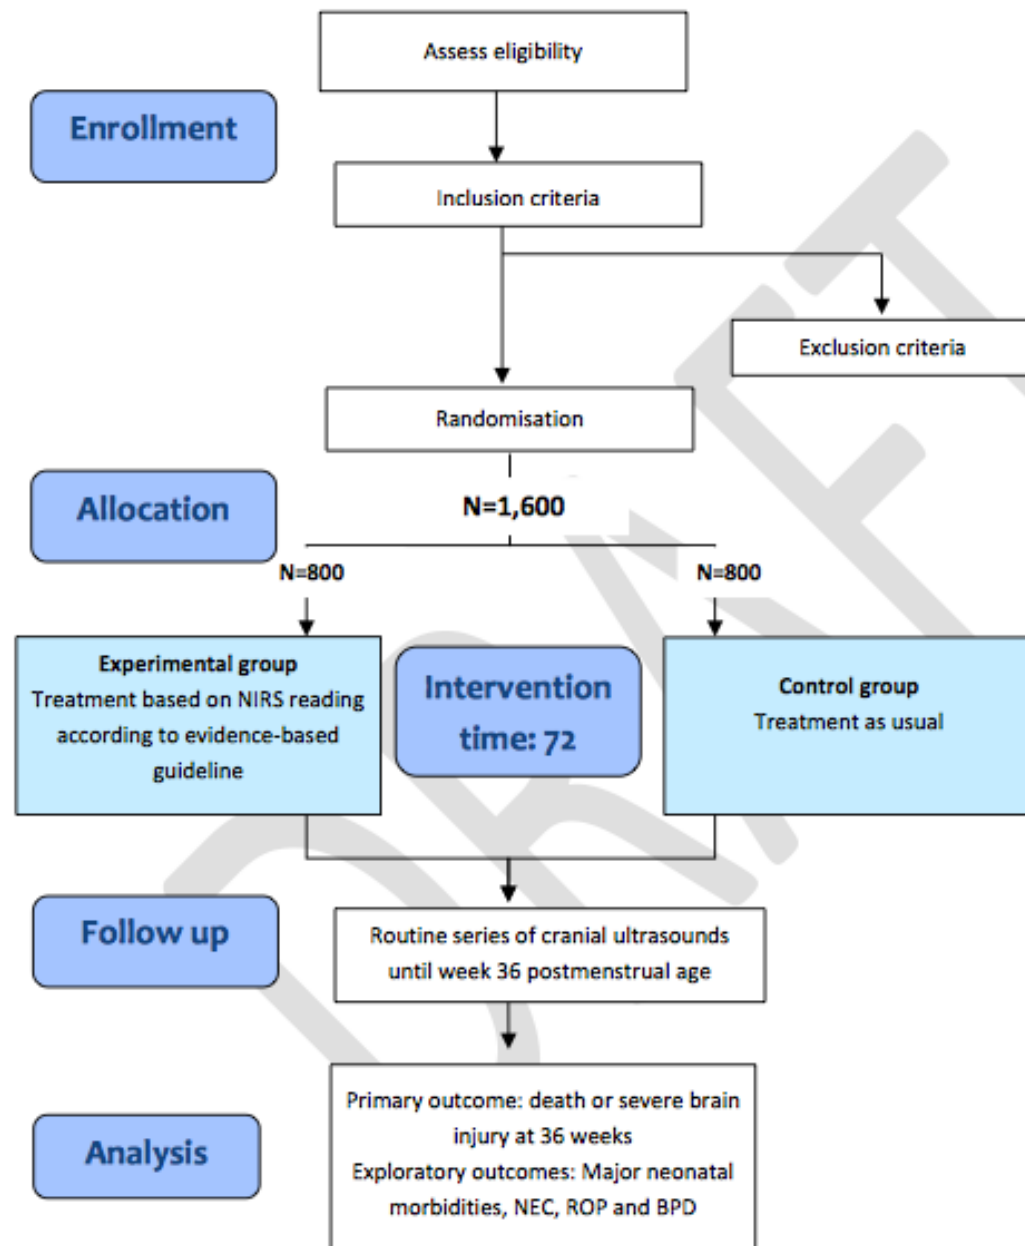 Assess eligibility
Enrollment
Inclusion criteria
Exclusion criteria
Randomisation
Allocation
N=1,600
N=800
N=800
Experimental group
Treatment based on NIRS reading
according to evidence-based
guideline
Intervention
time: 72
Control group
Treatment as usual
Follow up
Routine series of cranial ultrasounds
until week 36 postmenstrual age
Analysis
Primary outcome: death or severe brain
injury at 36 weeks
Exploratory outcomes: Major neonatal
morbidities, NEC, ROP and BPD
DRAFT